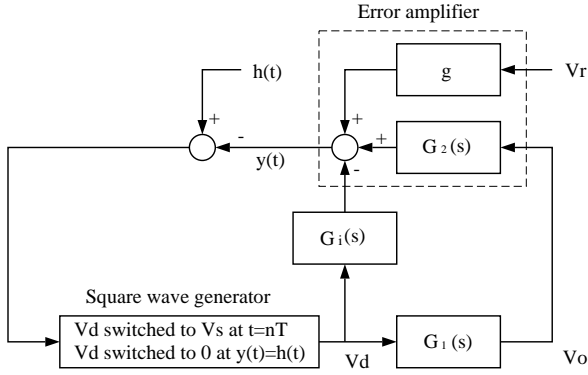 Error amplifier
h(t)
g
Vr
+
+
-
+
G₂(s)
y(t)
-
Gᵢ(s)
Square wave generator
Vd switched to Vs at t=nT
Vd switched to 0 at y(t)=h(t)
Vd
G₁(s)
Vo